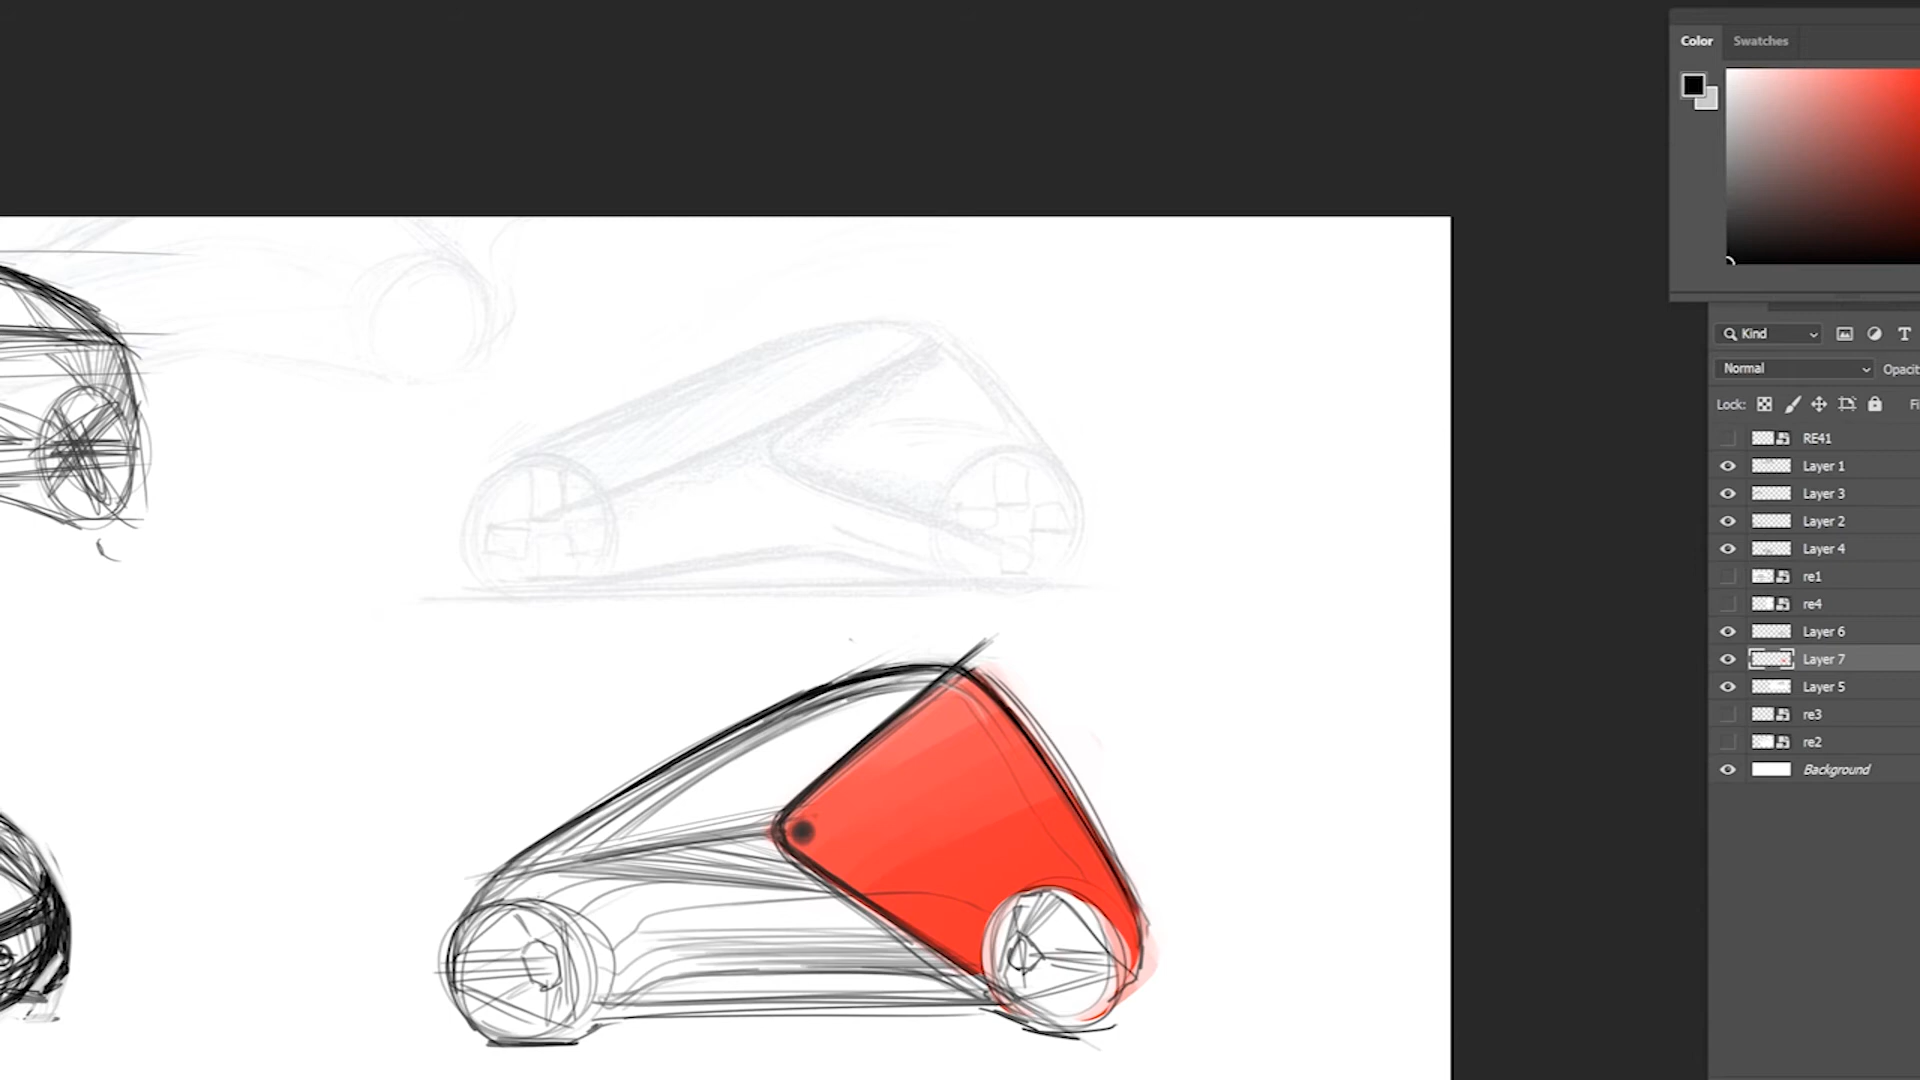 Color Swatches
Kind
Normal Opacit
Lock: Fi
RE41
Layer 1
Layer 3
Layer 2
Layer 4
re1
re4
Layer 6
Layer 7
Layer 5
re3
re2
Background